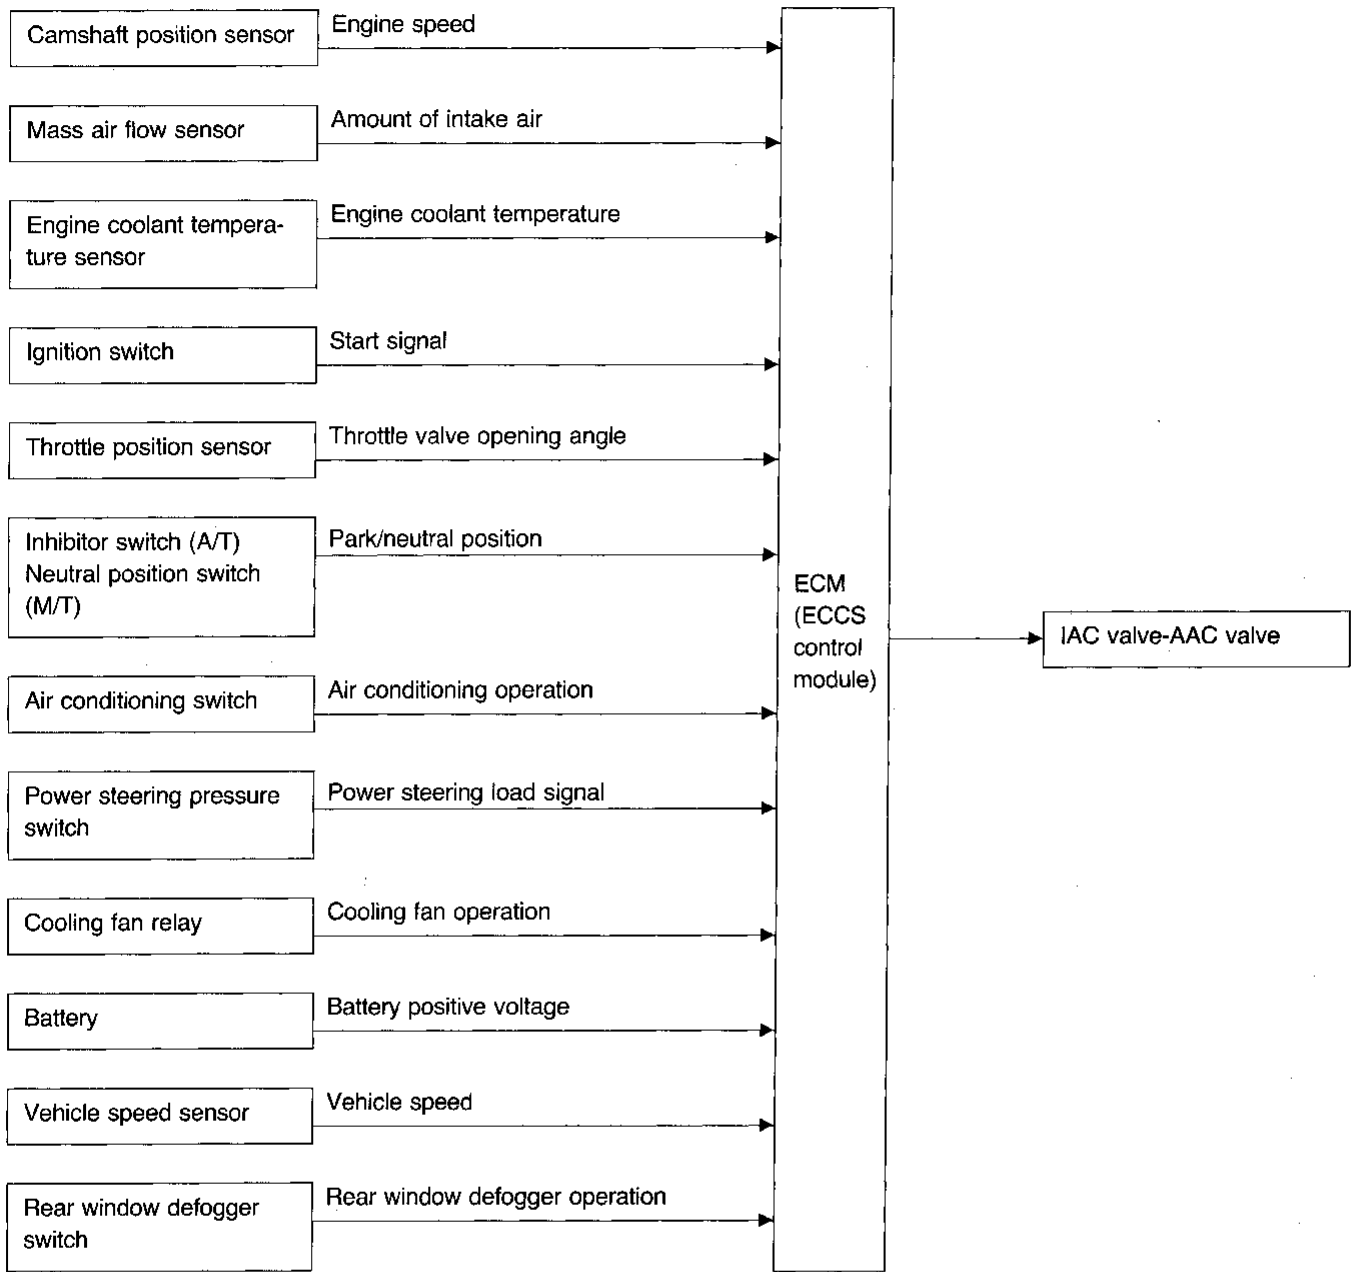 Camshaft position sensor
Engine speed
Mass air flow sensor
Amount of intake air
Engine coolant tempera-
ture sensor
Engine coolant temperature
Ignition switch
Start signal
Throttle position sensor
Throttle valve opening angle
Inhibitor switch (A/T)
Neutral position switch
(M/T)
Park/neutral position
Air conditioning switch
Air conditioning operation
Power steering pressure
switch
Power steering load signal
Cooling fan relay
Cooling fan operation
Battery
Battery positive voltage
Vehicle speed sensor
Vehicle speed
Rear window defogger
switch
Rear window defogger operation
ECM
(ECCS
control
module)
IAC valve-AAC valve